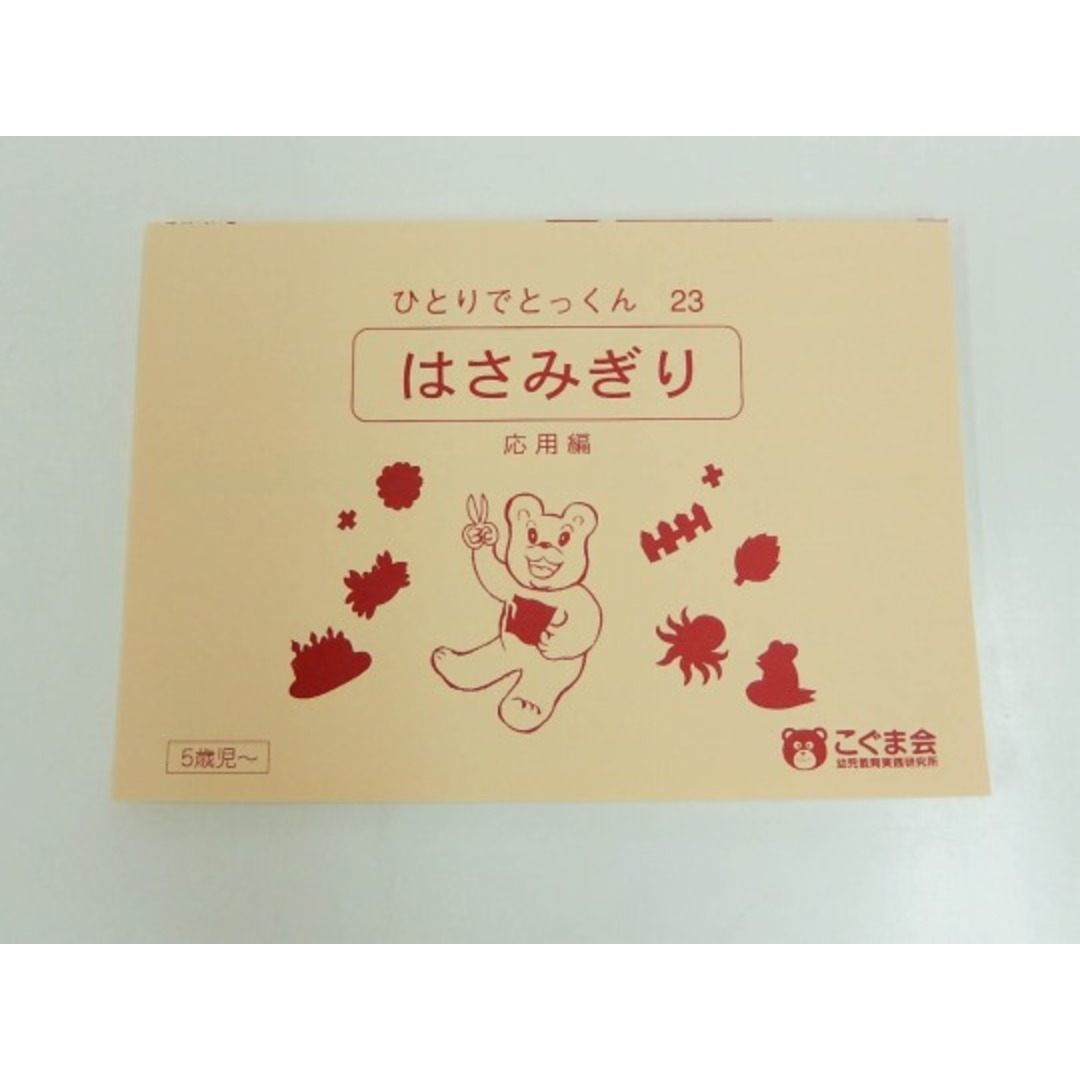 ひとりでとっくん 23
はさみぎり
応用編
5歳児～
こぐま会
幼児教育実践研究所